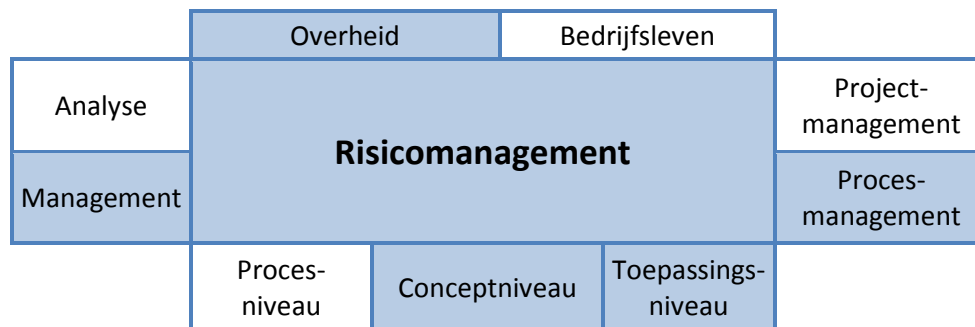 Overheid
Bedrijfsleven
Analyse
Project-
management
Risicomanagement
Management
Proces-
management
Proces-
niveau
Conceptniveau
Toepassings-
niveau